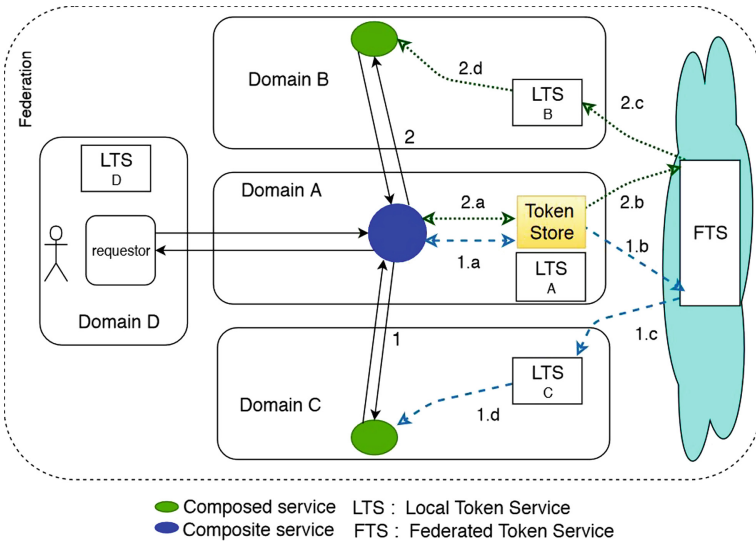 Federation
Domain B
2.d
LTS
B
2.c
2
LTS
D
requestor
Domain D
Domain A
2.a
1.a
Token
Store
LTS
A
2.b
1.b
FTS
1.c
1
Domain C
LTS
C
1.d
Composed service LTS : Local Token Service
Composite service FTS : Federated Token Service